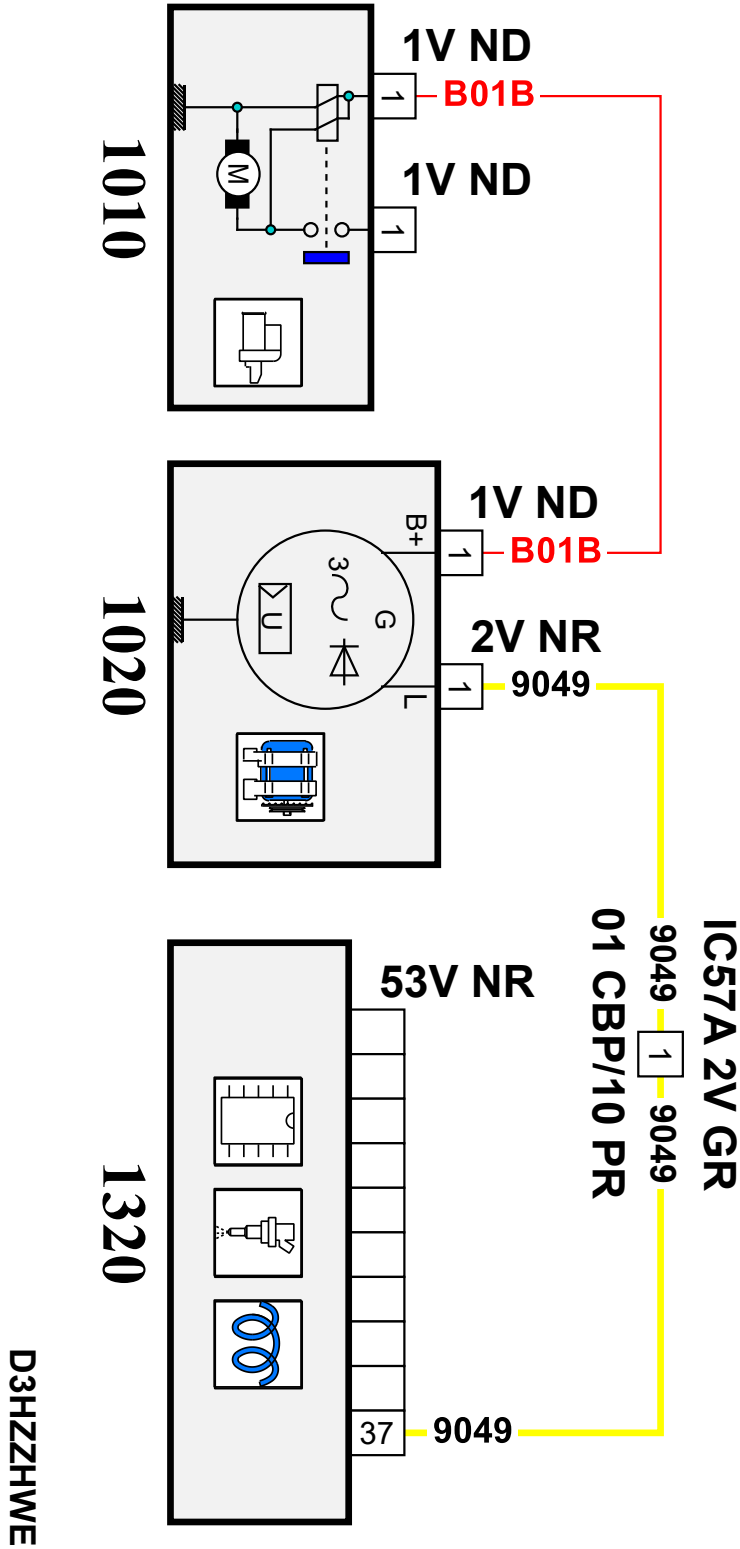 1V ND
1
B01B
1V ND
1
M
1010
1V ND
B+
1
B01B
3
G
U
2V NR
L
1
9049
1020
IC57A 2V GR
9049
1
9049
01 CBP/10 PR
53V NR
37
9049
1320
D3HZZHWE